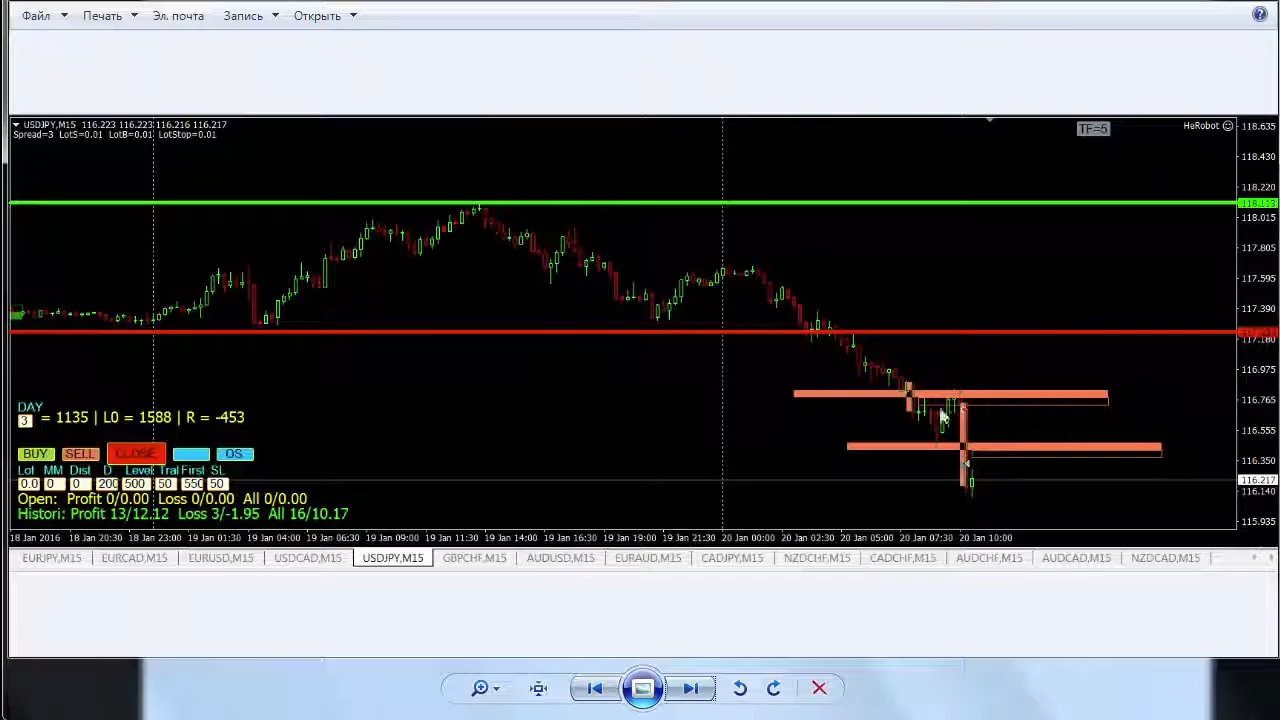 Файл Печать Эл. почта Запись Открыть
USDJPY,M15 116.223 116.223 116.216 116.217
Spread=3 LotS=0.01 LotB=0.01 LotStop=0.01
TF=5
HeRobot
118.635
118.430
118.220
118.113
118.015
117.805
117.595
117.390
117.180
116.975
116.765
116.555
116.350
116.217
116.140
115.935
DAY
3 = 1135 | L0 = 1588 | R = -453
BUY SELL CLOSE OS
Lot MM Dist D Level Tral First SL
0.0 0 0 200 500 50 550 50
Open: Profit 0/0.00 Loss 0/0.00 All 0/0.00
Histori: Profit 13/12.12 Loss 3/-1.95 All 16/10.17
18 Jan 2016 18 Jan 20:30 18 Jan 23:00 19 Jan 01:30 19 Jan 04:00 19 Jan 06:30 19 Jan 09:00 19 Jan 11:30 19 Jan 14:00 19 Jan 16:30 19 Jan 19:00 19 Jan 21:30 20 Jan 00:00 20 Jan 02:30 20 Jan 05:00 20 Jan 07:30 20 Jan 10:00
EURJPY,M15 EURCAD,M15 EURUSD,M15 USDCAD,M15 USDJPY,M15 GBPCHF,M15 AUDUSD,M15 EURAUD,M15 CADJPY,M15 NZDCHF,M15 CADCHF,M15 AUDCHF,M15 AUDCAD,M15 NZDCAD,M15